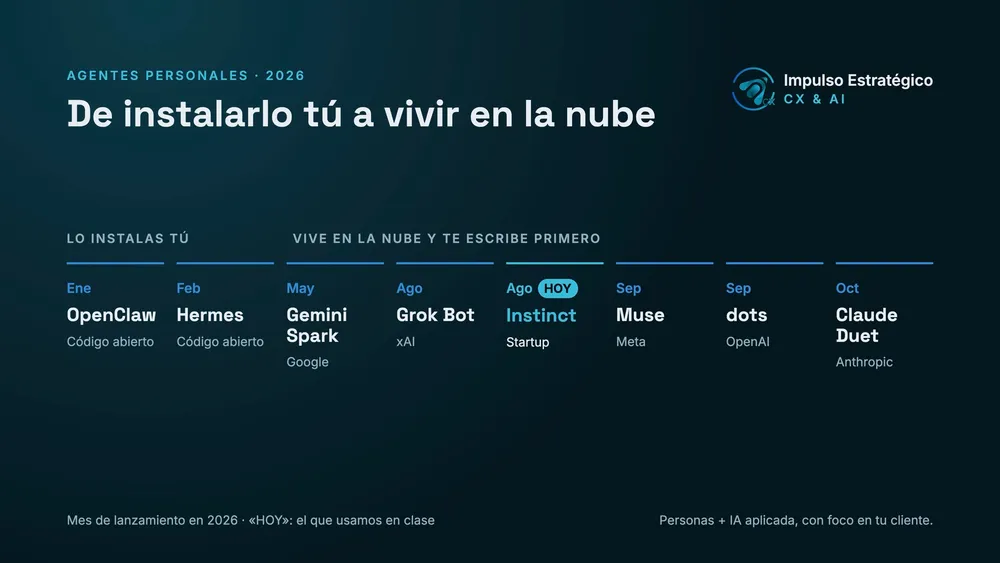 AGENTES PERSONALES · 2026
De instalarlo tú a vivir en la nube
Impulso Estratégico
CX & AI
LO INSTALAS TÚ
VIVE EN LA NUBE Y TE ESCRIBE PRIMERO
Ene
OpenClaw
Código abierto
Feb
Hermes
Código abierto
May
Gemini
Spark
Google
Ago
Grok Bot
xAI
Ago HOY
Instinct
Startup
Sep
Muse
Meta
Sep
dots
OpenAI
Oct
Claude
Duet
Anthropic
Mes de lanzamiento en 2026 · «HOY»: el que usamos en clase
Personas + IA aplicada, con foco en tu cliente.